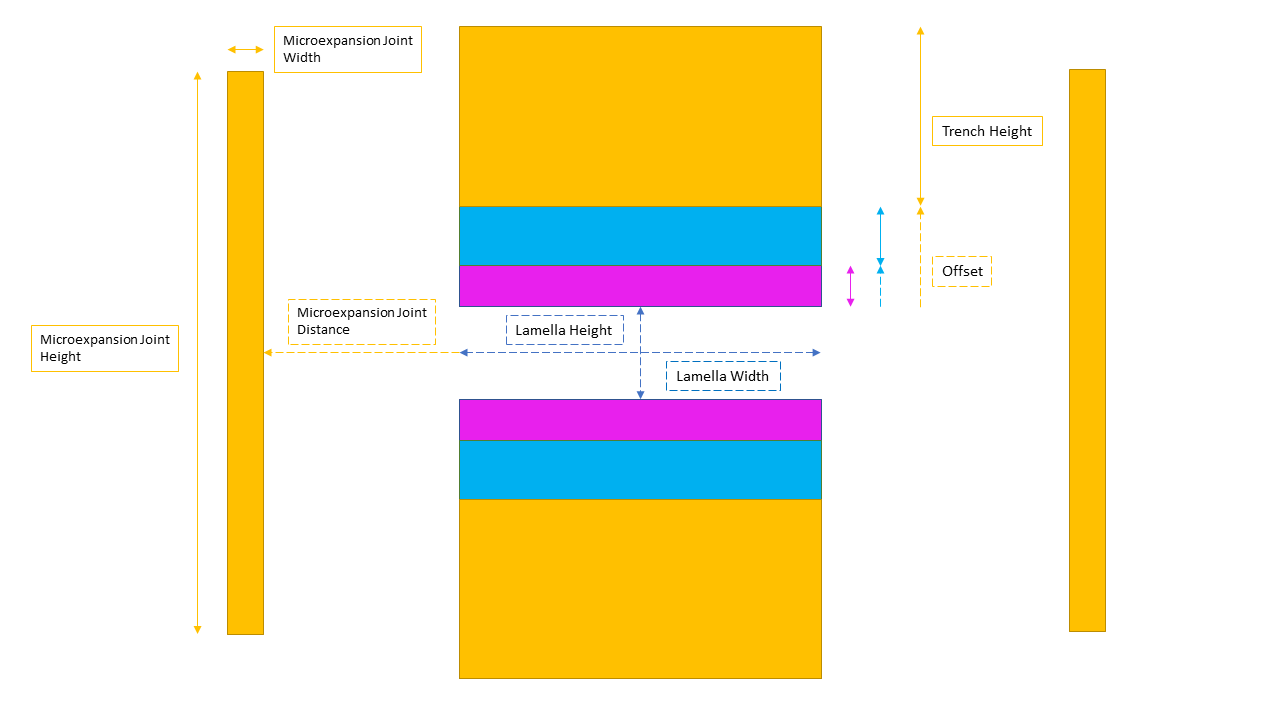 Microexpansion Joint
Width
Trench Height
Offset
Microexpansion Joint
Distance
Lamella Height
Microexpansion Joint
Height
Lamella Width